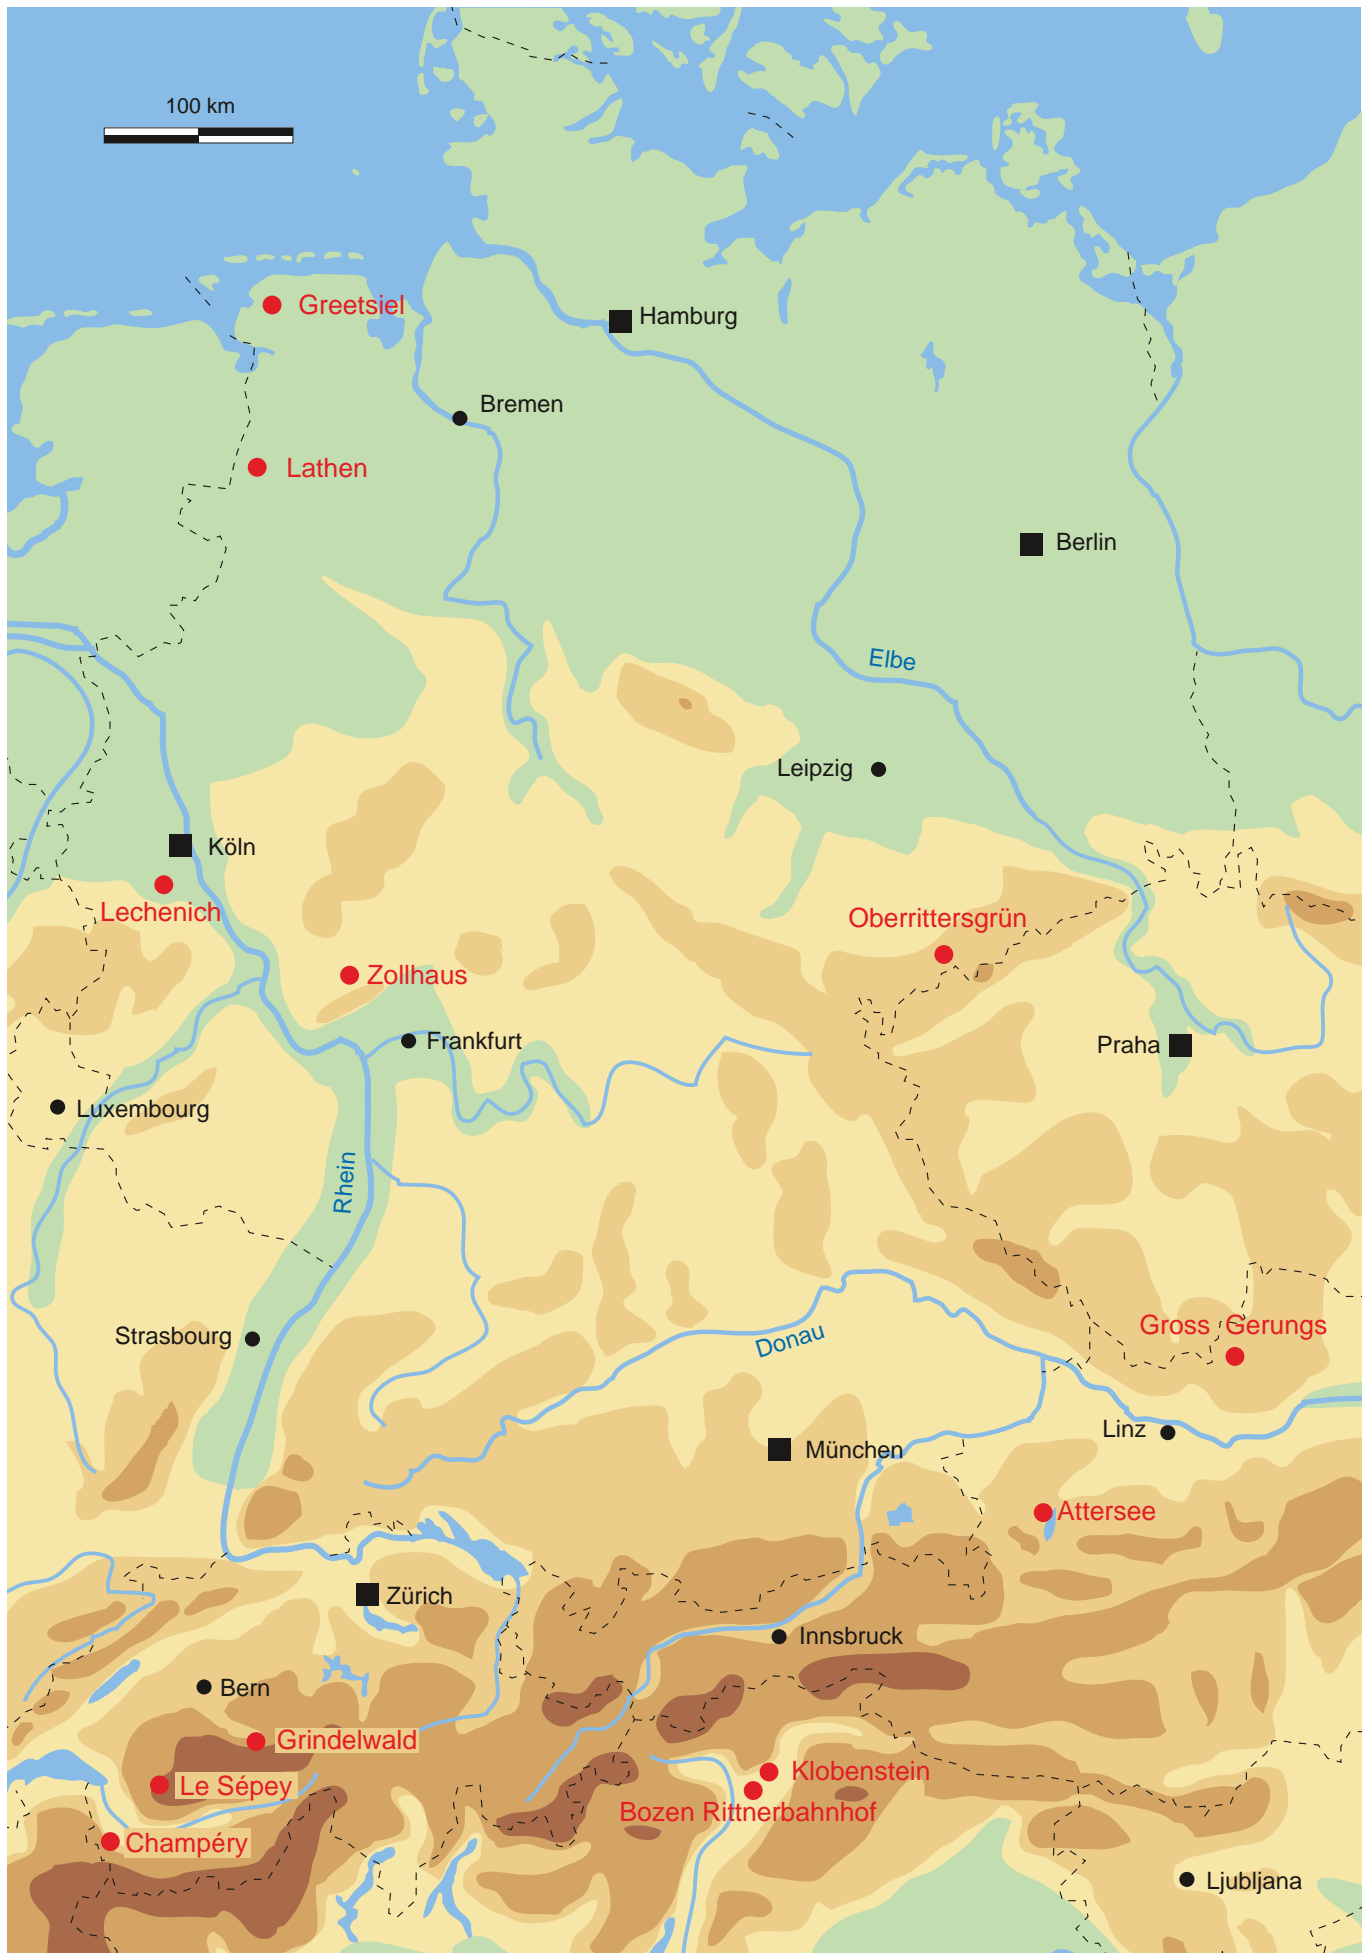 100 km
Greetsiel
Hamburg
Bremen
Lathen
Berlin
Elbe
Leipzig
Köln
Lechenich
Oberrittersgrün
Zollhaus
Frankfurt
Praha
Luxembourg
Rhein
Strasbourg
Donau
Gross Gerungs
Linz
München
Attersee
Zürich
Innsbruck
Bern
Grindelwald
Le Sépey
Klobenstein
Bozen Rittnerbahnhof
Champéry
Ljubljana